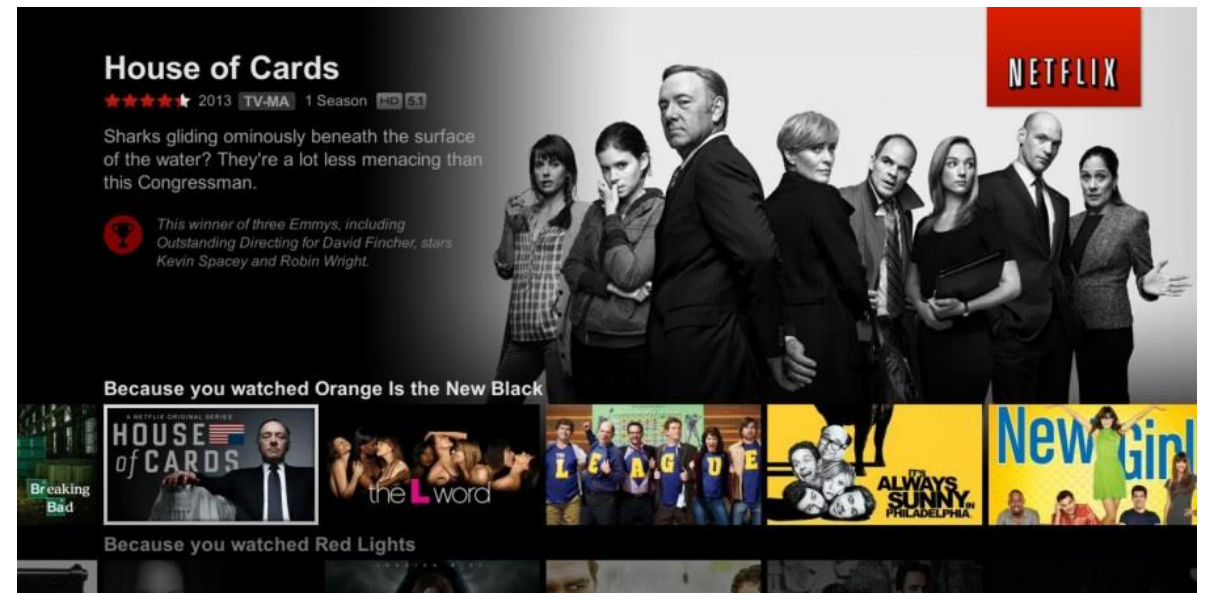 House of Cards
NETFLIX
2013 TV-MA 1 Season HD 5.1
Sharks gliding ominously beneath the surface
of the water? They're a lot less menacing than
this Congressman.
This winner of three Emmys, including
Outstanding Directing for David Fincher, stars
Kevin Spacey and Robin Wright.
Because you watched Orange Is the New Black
Breaking
Bad
A NETFLIX ORIGINAL SERIES
HOUSE
of CARDS
the L word
LEAGUE
IT'S
ALWAYS
SUNNY IN
PHILADELPHIA
New Girl
Because you watched Red Lights